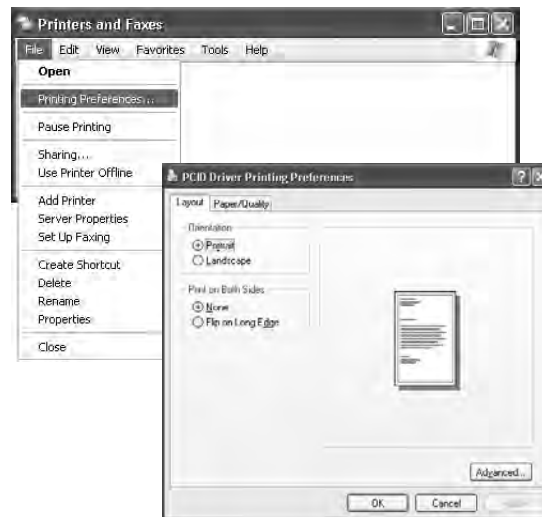 Printers and Faxes
File Edit View Favorites Tools Help
Open
Printing Preferences...
Pause Printing
Sharing...
Use Printer Offline
Add Printer
Server Properties
Set Up Faxing
Create Shortcut
Delete
Rename
Properties
Close
PCID Driver Printing Preferences
Layout Paper/Quality
Orientation
Portrait
Landscape
Print on Both Sides
None
Flip on Long Edge
Advanced...
OK Cancel